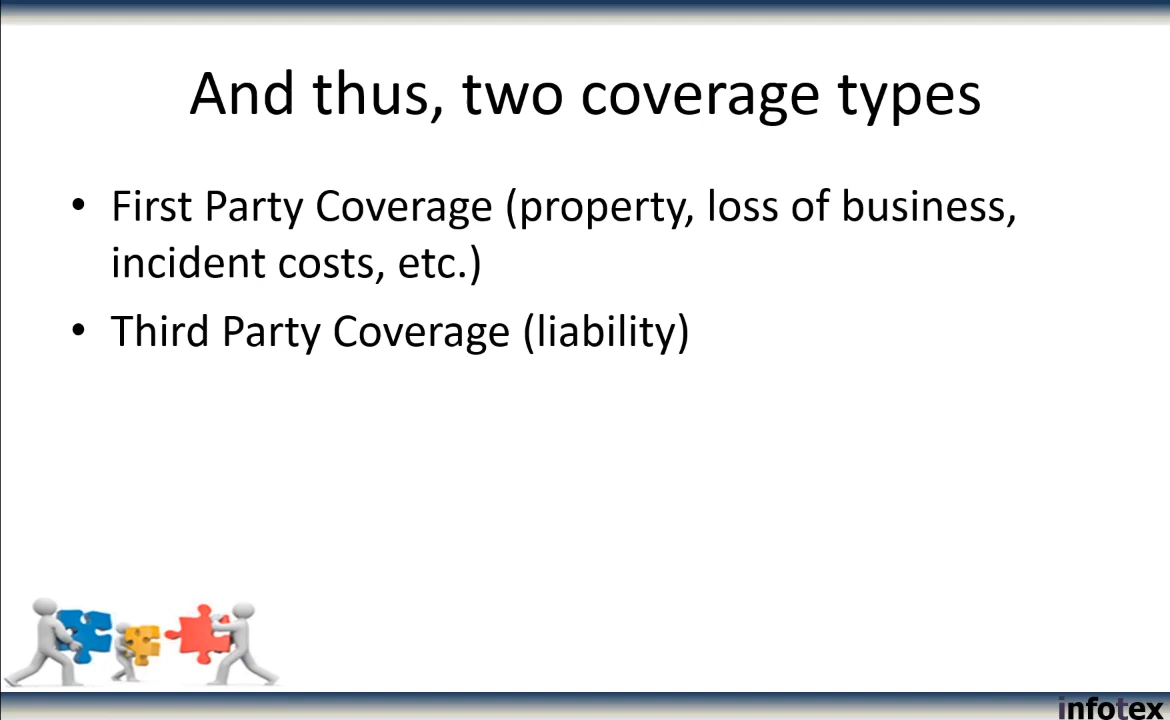 And thus, two coverage types
• First Party Coverage (property, loss of business,
incident costs, etc.)
• Third Party Coverage (liability)
infotex